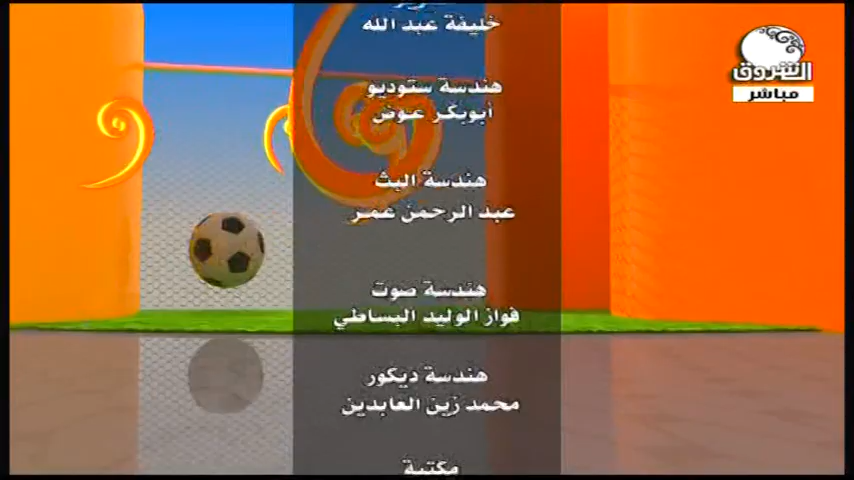 خليفة عبد الله
الشروق
مباشر
هندسة ستوديو
أبوبكر عوض
هندسة البث
عبد الرحمن عمر
هندسة صوت
فواز الوليد البساطي
هندسة ديكور
محمد زين العابدين
مكتبة